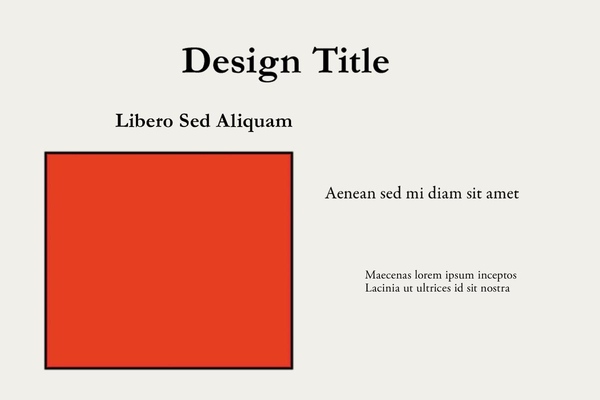 Design Title
Libero Sed Aliquam
Aenean sed mi diam sit amet
Maecenas lorem ipsum inceptos
Lacinia ut ultrices id sit nostra